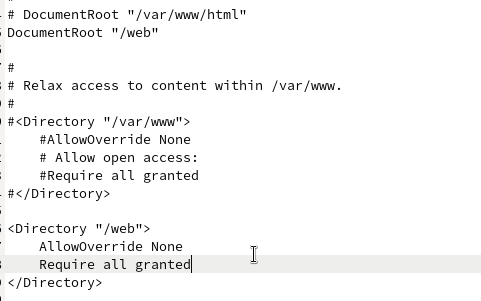 # DocumentRoot "/var/www/html"
DocumentRoot "/web"
#
# Relax access to content within /var/www.
#
#<Directory "/var/www">
    #AllowOverride None
    # Allow open access:
    #Require all granted
#</Directory>
<Directory "/web">
    AllowOverride None
    Require all granted
</Directory>